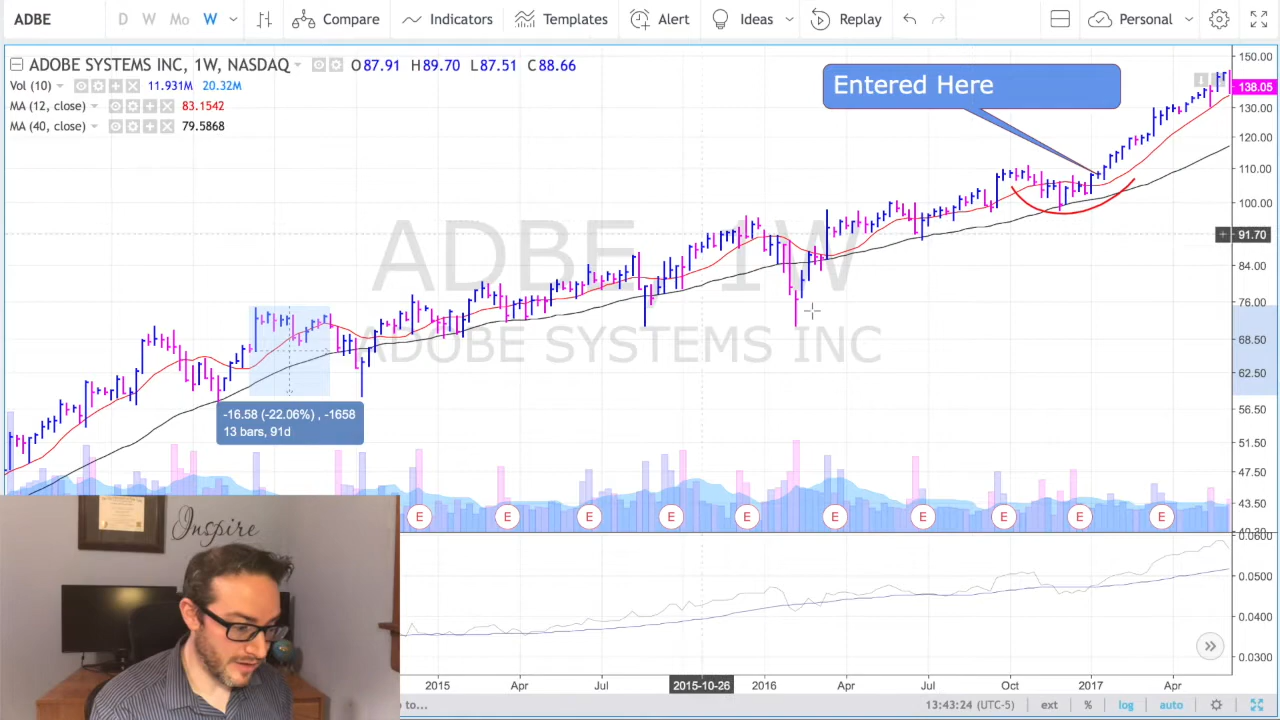 ADBE D W Mo W Compare Indicators Templates Alert Ideas Replay Personal
ADOBE SYSTEMS INC, 1W, NASDAQ O87.91 H89.70 L87.51 C88.66
Vol (10) 11.931M 20.32M
MA (12, close) 83.1542
MA (40, close) 79.5868
Entered Here
150.00
138.05
130.00
120.00
110.00
100.00
91.70
84.00
76.00
68.50
62.50
56.50
51.50
47.50
43.50
ADBE, 1W
ADOBE SYSTEMS INC
-16.58 (-22.06%) , -1658
13 bars, 91d
E E E E E E E E E E
Inspire
0.0600
0.0500
0.0400
0.0300
2015 Apr Jul 2015-10-26 2016 Apr Jul Oct 2017 Apr
to... 13:43:24 (UTC-5) ext % log auto